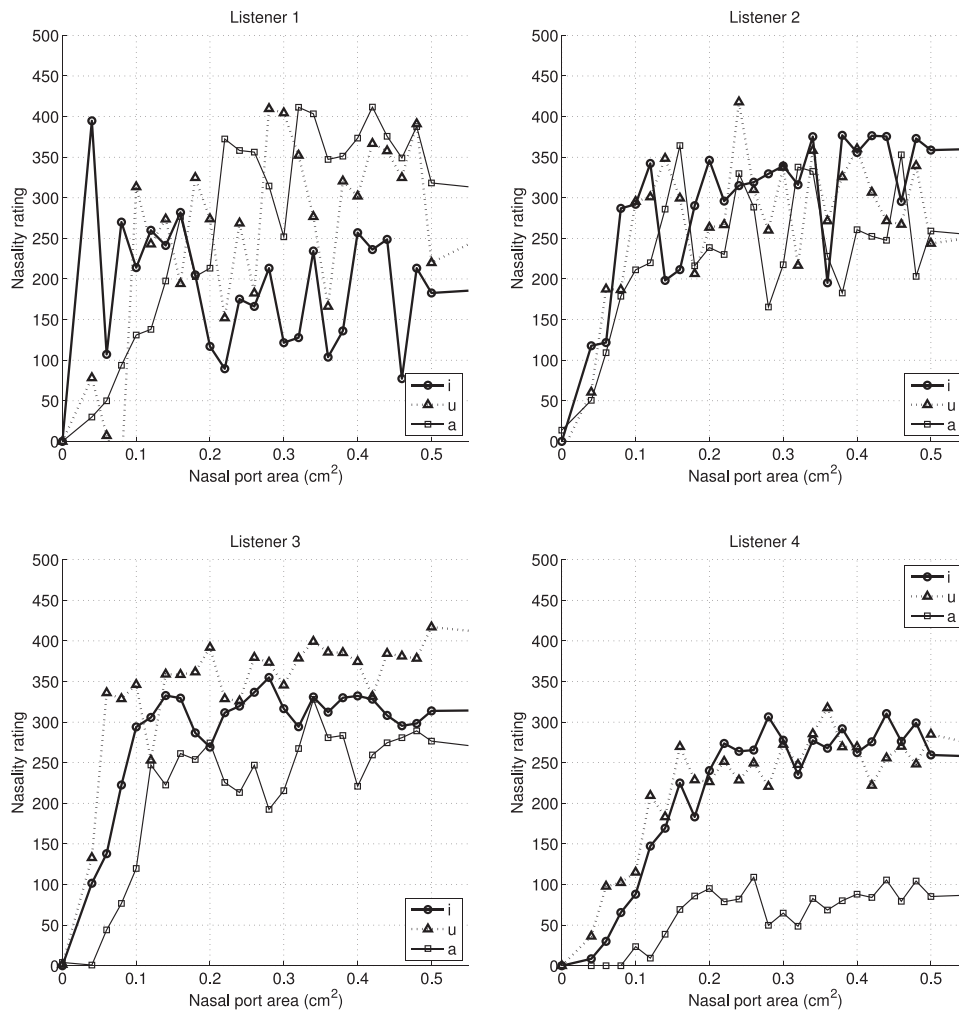 Listener 1
500
450
400
350
300
250
200
150
100
50
0
Nasality rating
0 0.1 0.2 0.3 0.4 0.5
Nasal port area (cm²)
i
u
a
Listener 2
500
450
400
350
300
250
200
150
100
50
0
Nasality rating
0 0.1 0.2 0.3 0.4 0.5
Nasal port area (cm²)
i
u
a
Listener 3
500
450
400
350
300
250
200
150
100
50
0
Nasality rating
0 0.1 0.2 0.3 0.4 0.5
Nasal port area (cm²)
i
u
a
Listener 4
500
450
400
350
300
250
200
150
100
50
0
Nasality rating
0 0.1 0.2 0.3 0.4 0.5
Nasal port area (cm²)
i
u
a